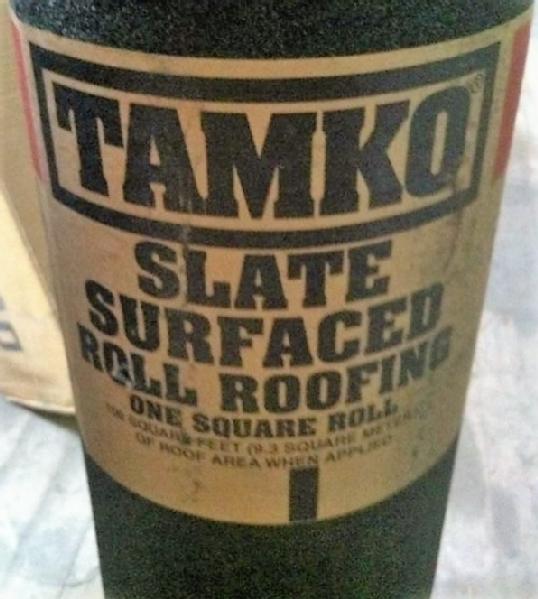 TAMKO®
SLATE
SURFACED
ROLL ROOFING
ONE SQUARE ROLL
SQUARE FEET (9.3 SQUARE METERS)
OF ROOF AREA WHEN APPLIED